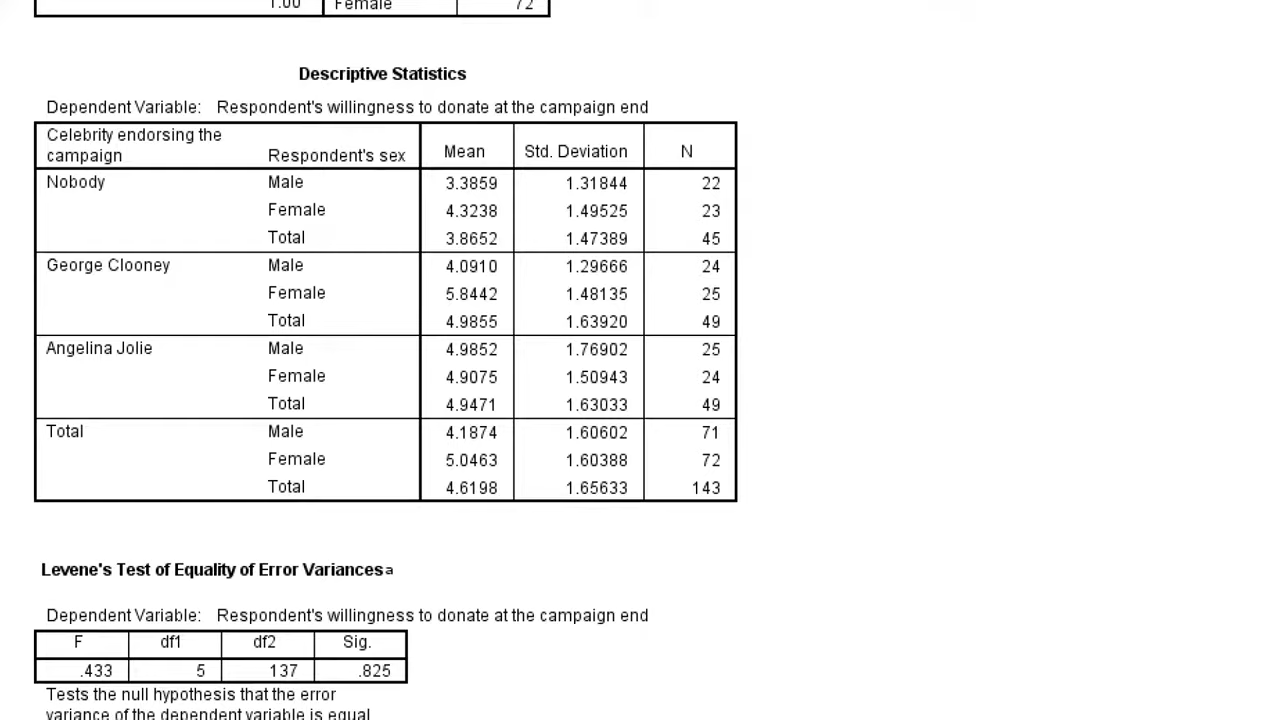 1.00 Female 72
Descriptive Statistics
Dependent Variable: Respondent's willingness to donate at the campaign end
Celebrity endorsing the
campaign Respondent's sex Mean Std. Deviation N
Nobody Male 3.3859 1.31844 22
Female 4.3238 1.49525 23
Total 3.8652 1.47389 45
George Clooney Male 4.0910 1.29666 24
Female 5.8442 1.48135 25
Total 4.9855 1.63920 49
Angelina Jolie Male 4.9852 1.76902 25
Female 4.9075 1.50943 24
Total 4.9471 1.63033 49
Total Male 4.1874 1.60602 71
Female 5.0463 1.60388 72
Total 4.6198 1.65633 143
Levene's Test of Equality of Error Variancesa
Dependent Variable: Respondent's willingness to donate at the campaign end
F df1 df2 Sig.
.433 5 137 .825
Tests the null hypothesis that the error
variance of the dependent variable is equal